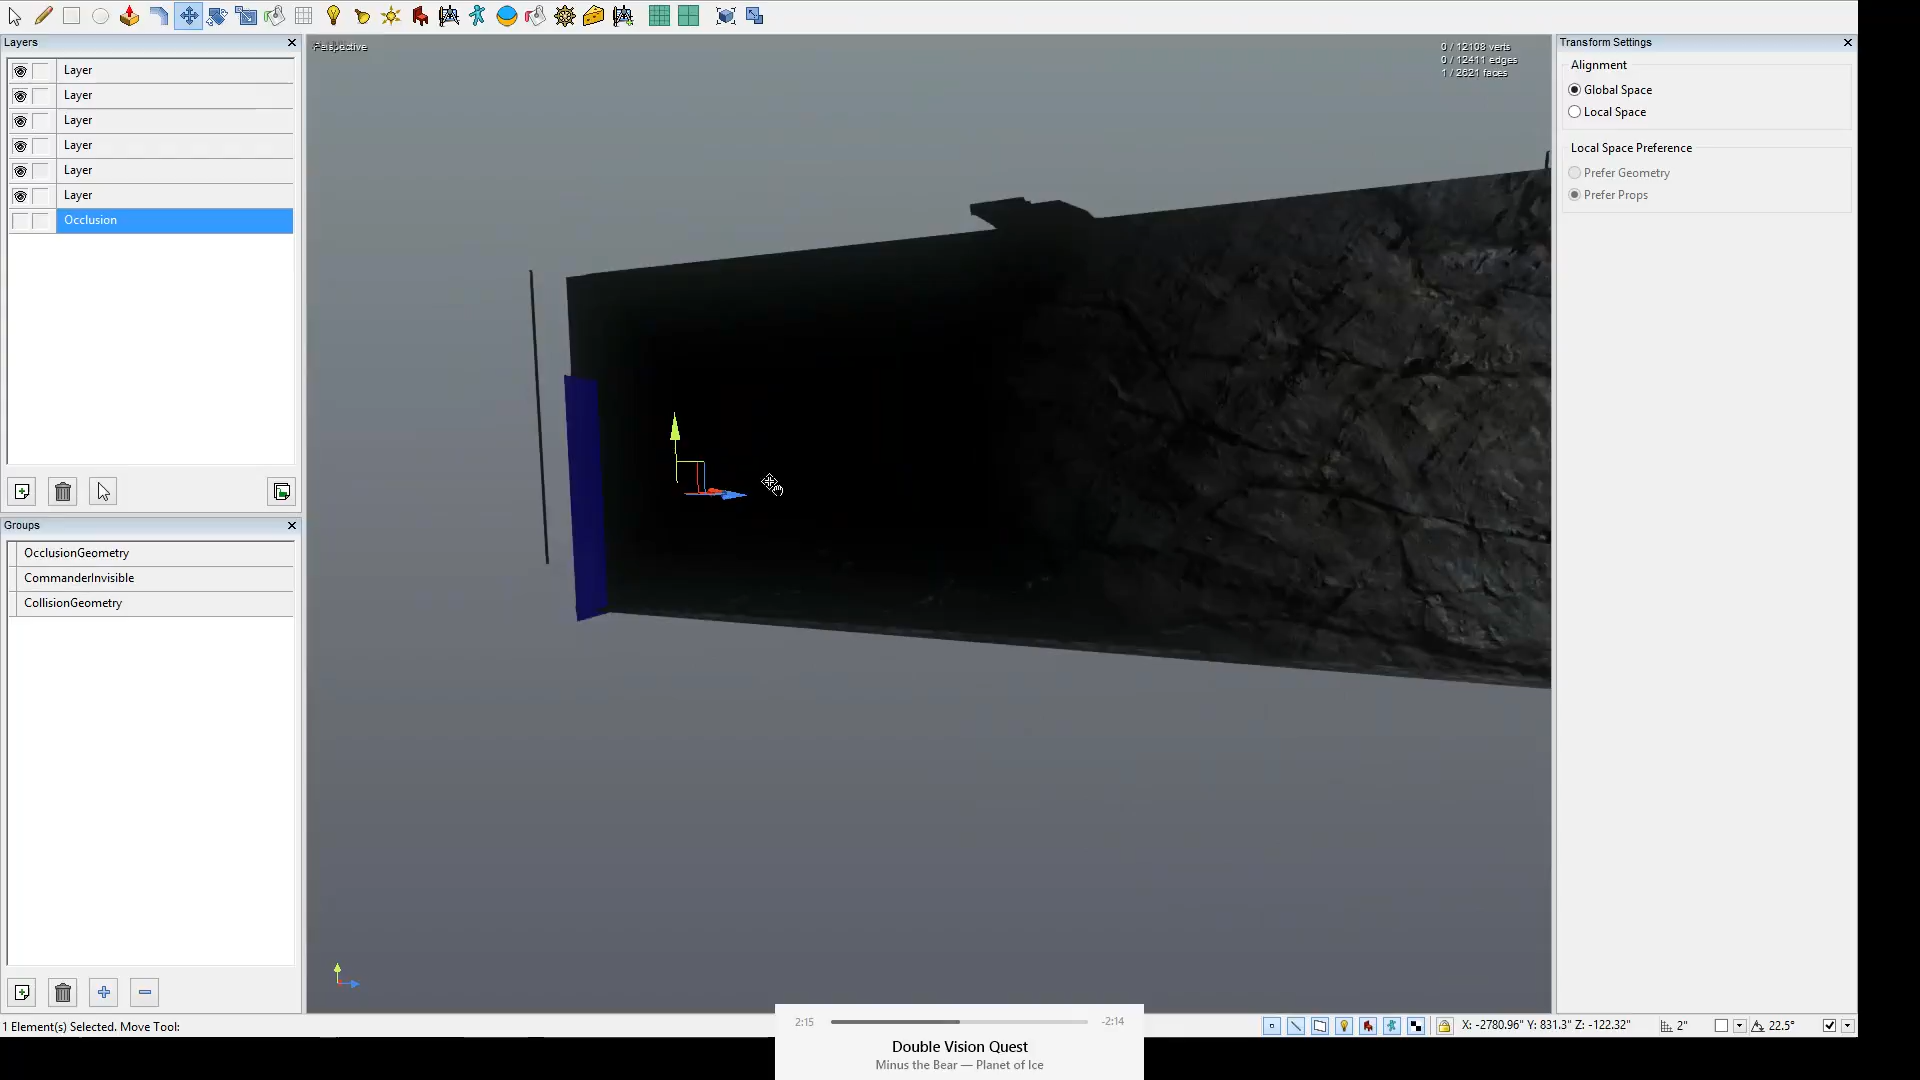 Layers
Layer
Layer
Layer
Layer
Layer
Layer
Occlusion
Groups
OcclusionGeometry
CommanderInvisible
CollisionGeometry
Perspective
0 / 12108 verts
0 / 12411 edges
1 / 2621 faces
Transform Settings
Alignment
Global Space
Local Space
Local Space Preference
Prefer Geometry
Prefer Props
1 Element(s) Selected. Move Tool:
X: -2780.96" Y: 831.3" Z: -122.32"
2"
22.5°
2:15
-2:14
Double Vision Quest
Minus the Bear — Planet of Ice